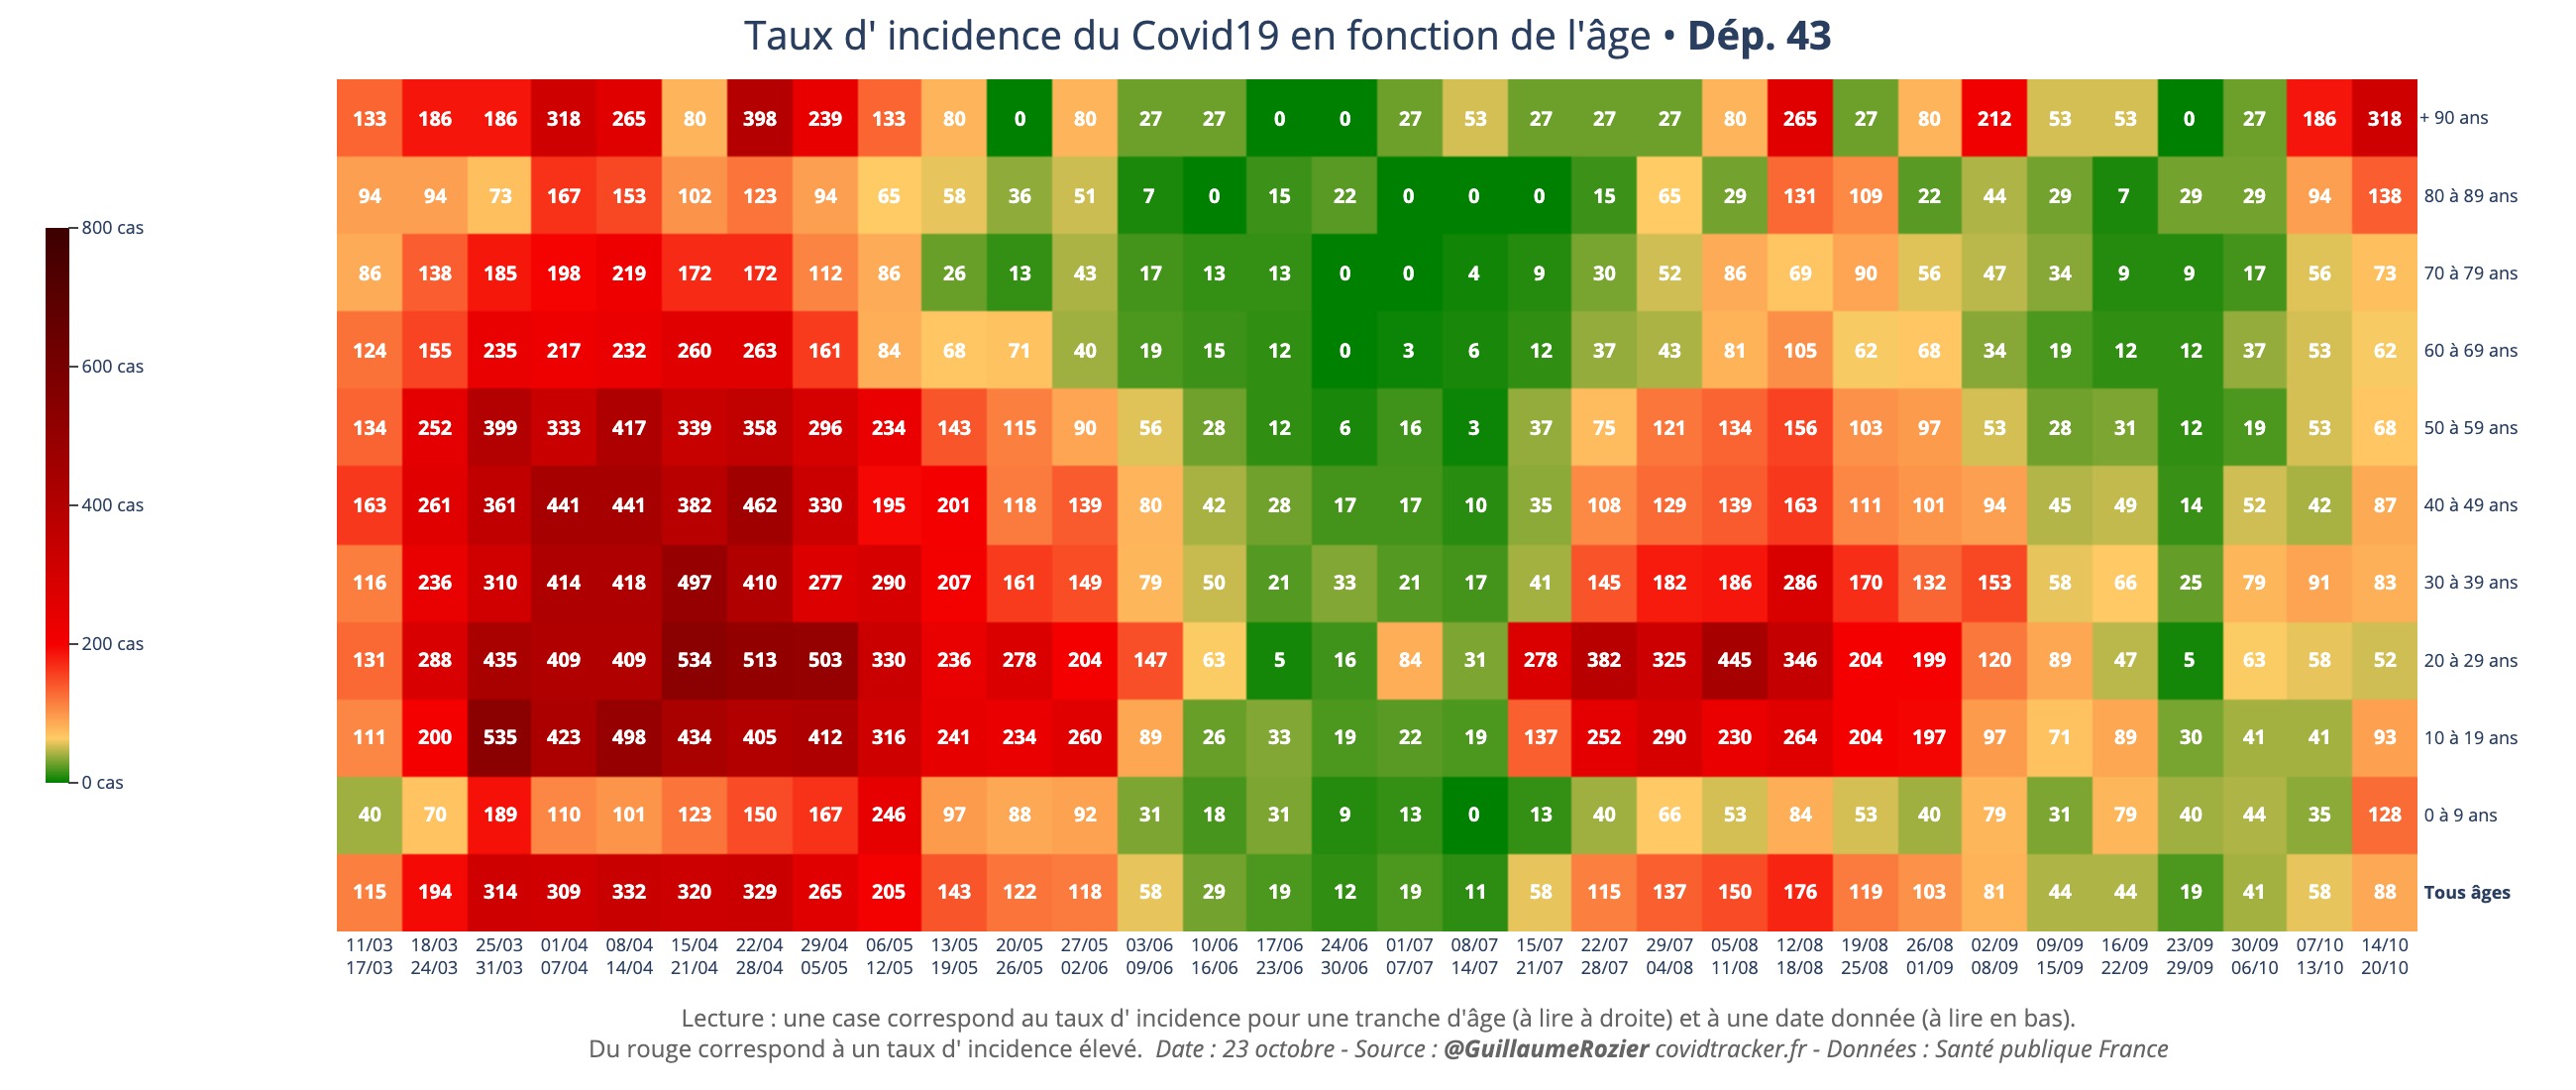 Taux d' incidence du Covid19 en fonction de l'âge • Dép. 43
800 cas
600 cas
400 cas
200 cas
0 cas
133 186 186 318 265 80 398 239 133 80 0 80 27 27 0 0 27 53 27 27 27 80 265 27 80 212 53 53 0 27 186 318 + 90 ans
94 94 73 167 153 102 123 94 65 58 36 51 7 0 15 22 0 0 0 15 65 29 131 109 22 44 29 7 29 29 94 138 80 à 89 ans
86 138 185 198 219 172 172 112 86 26 13 43 17 13 13 0 0 4 9 30 52 86 69 90 56 47 34 9 9 17 56 73 70 à 79 ans
124 155 235 217 232 260 263 161 84 68 71 40 19 15 12 0 3 6 12 37 43 81 105 62 68 34 19 12 12 37 53 62 60 à 69 ans
134 252 399 333 417 339 358 296 234 143 115 90 56 28 12 6 16 3 37 75 121 134 156 103 97 53 28 31 12 19 53 68 50 à 59 ans
163 261 361 441 441 382 462 330 195 201 118 139 80 42 28 17 17 10 35 108 129 139 163 111 101 94 45 49 14 52 42 87 40 à 49 ans
116 236 310 414 418 497 410 277 290 207 161 149 79 50 21 33 21 17 41 145 182 186 286 170 132 153 58 66 25 79 91 83 30 à 39 ans
131 288 435 409 409 534 513 503 330 236 278 204 147 63 5 16 84 31 278 382 325 445 346 204 199 120 89 47 5 63 58 52 20 à 29 ans
111 200 535 423 498 434 405 412 316 241 234 260 89 26 33 19 22 19 137 252 290 230 264 204 197 97 71 89 30 41 41 93 10 à 19 ans
40 70 189 110 101 123 150 167 246 97 88 92 31 18 31 9 13 0 13 40 66 53 84 53 40 79 31 79 40 44 35 128 0 à 9 ans
115 194 314 309 332 320 329 265 205 143 122 118 58 29 19 12 19 11 58 115 137 150 176 119 103 81 44 44 19 41 58 88 Tous âges
11/03 18/03 25/03 01/04 08/04 15/04 22/04 29/04 06/05 13/05 20/05 27/05 03/06 10/06 17/06 24/06 01/07 08/07 15/07 22/07 29/07 05/08 12/08 19/08 26/08 02/09 09/09 16/09 23/09 30/09 07/10 14/10
17/03 24/03 31/03 07/04 14/04 21/04 28/04 05/05 12/05 19/05 26/05 02/06 09/06 16/06 23/06 30/06 07/07 14/07 21/07 28/07 04/08 11/08 18/08 25/08 01/09 08/09 15/09 22/09 29/09 06/10 13/10 20/10
Lecture : une case correspond au taux d' incidence pour une tranche d'âge (à lire à droite) et à une date donnée (à lire en bas).
Du rouge correspond à un taux d' incidence élevé. Date : 23 octobre - Source : @GuillaumeRozier covidtracker.fr - Données : Santé publique France